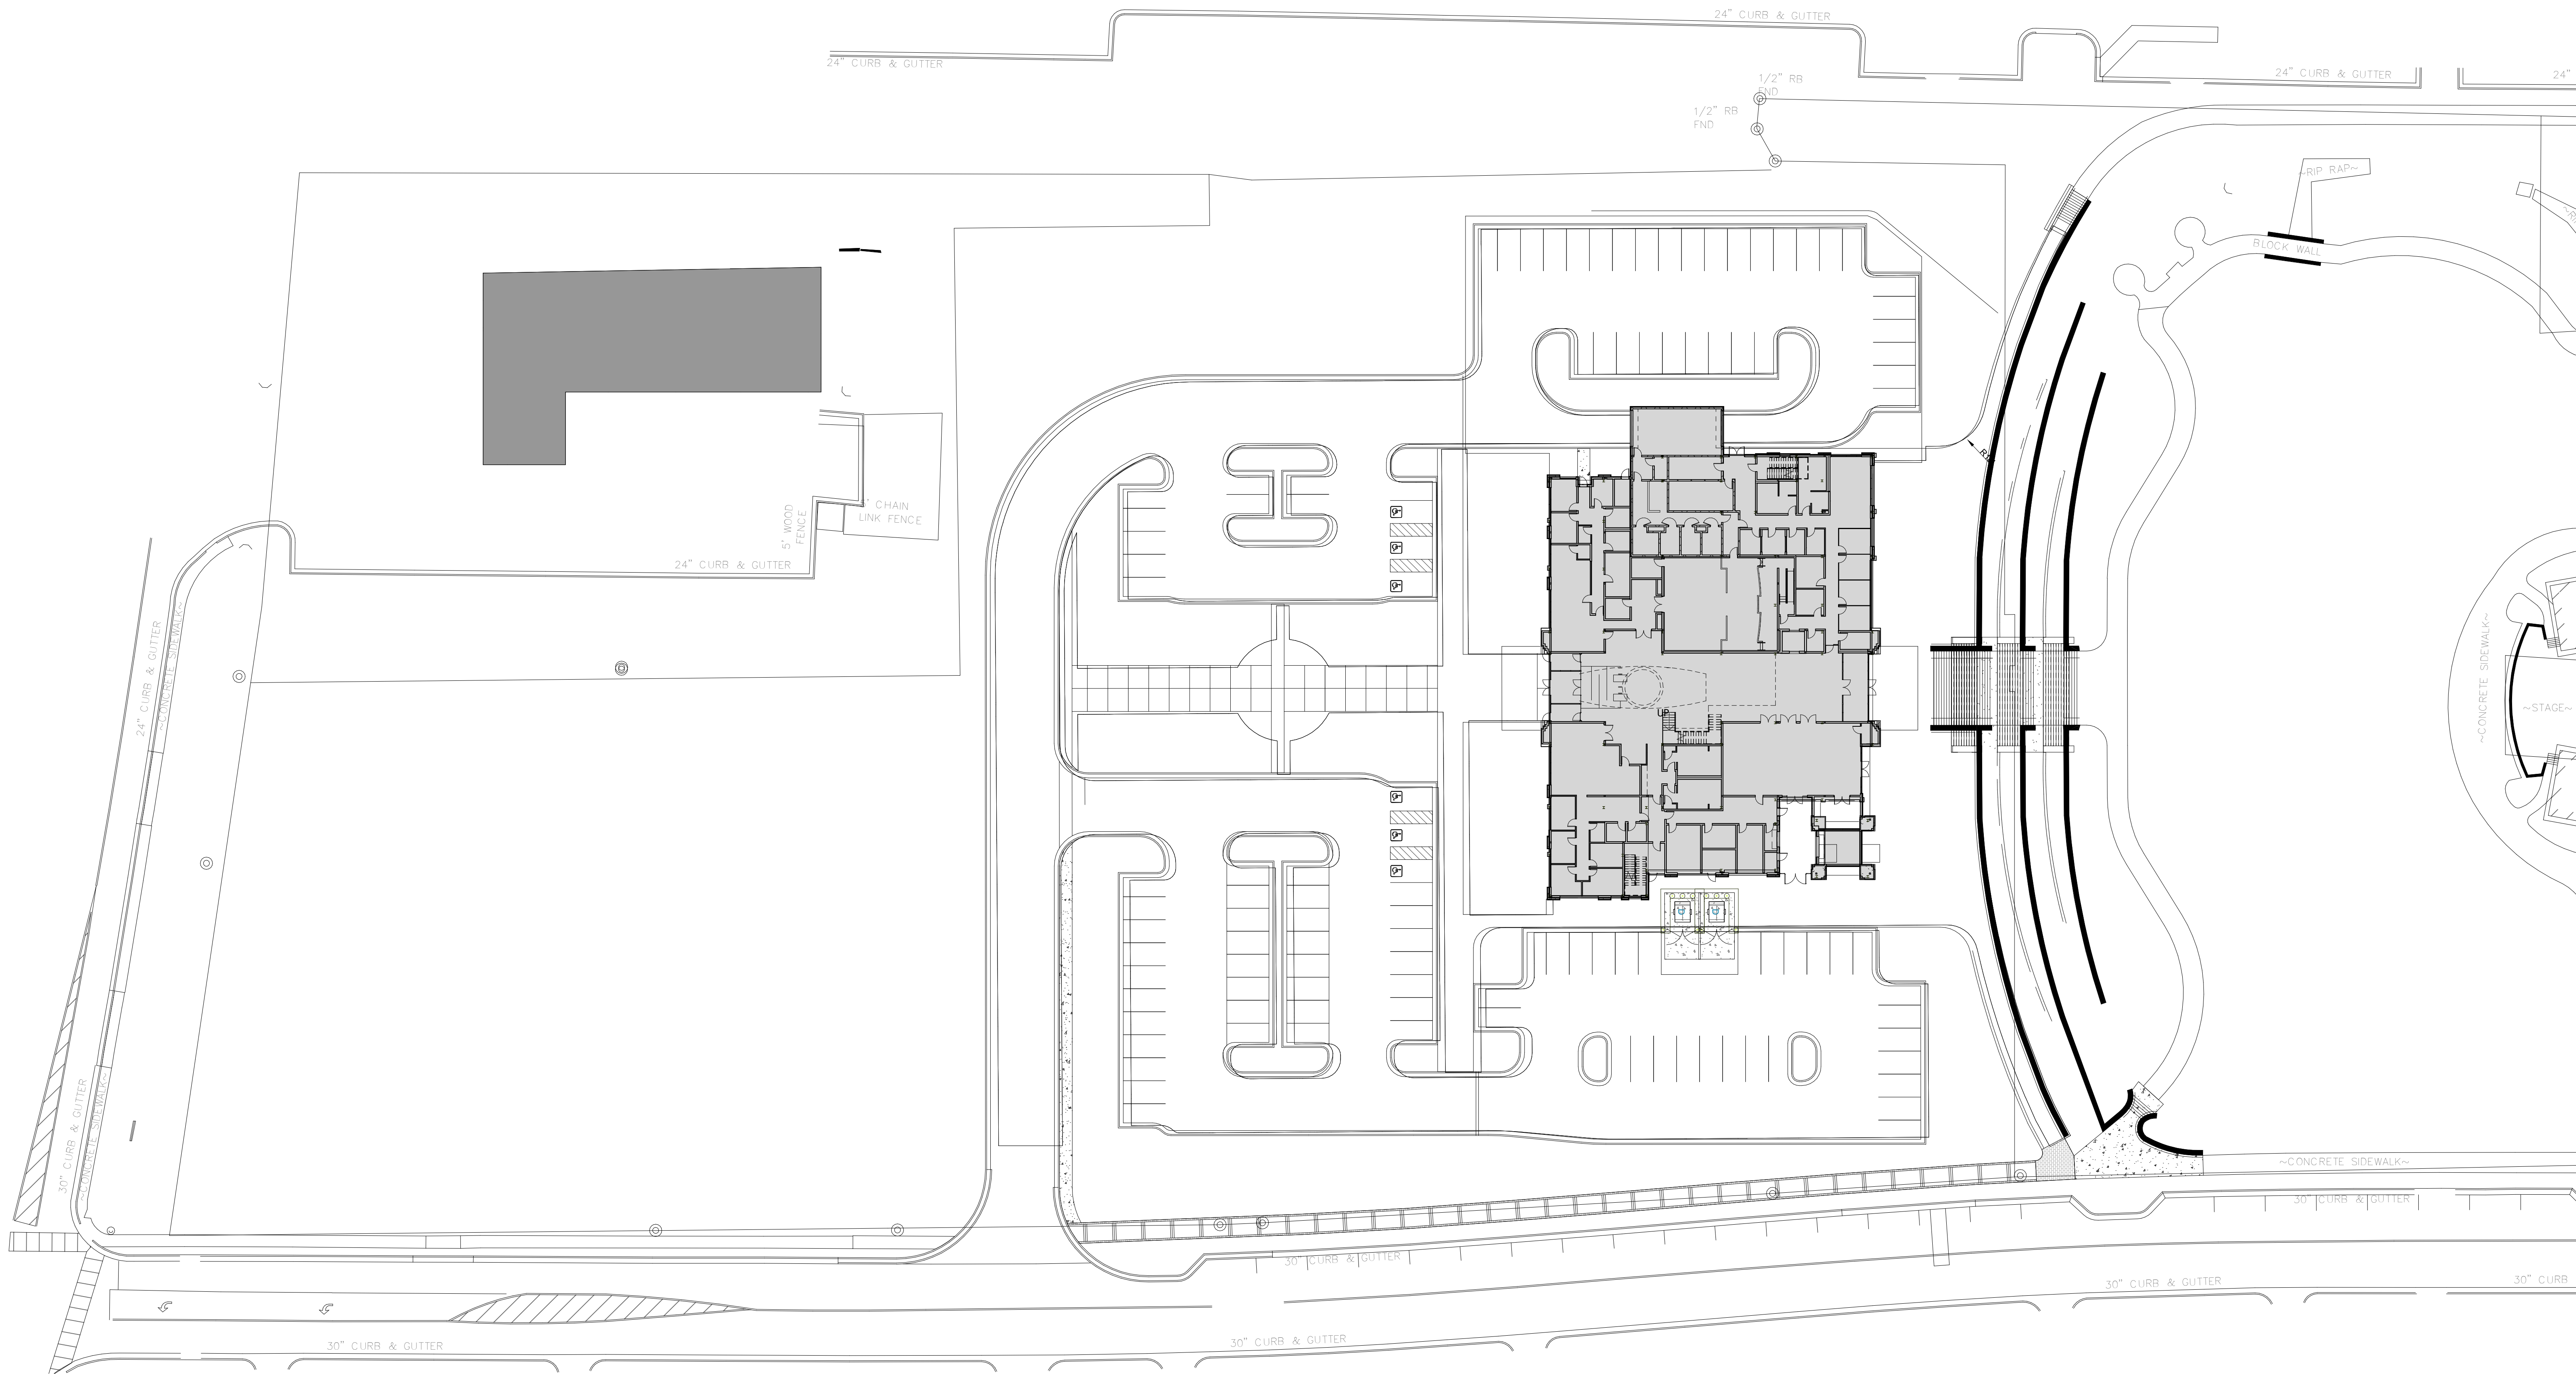 24" CURB & GUTTER
24" CURB & GUTTER
24" CURB & GUTTER
24"
1/2" RB
FND
1/2" RB
FND
~RIP RAP~
BLOCK WALL
CHAIN
LINK FENCE
5' WOOD
FENCE
24" CURB & GUTTER
24" CURB & GUTTER
~CONCRETE SIDEWALK~
~CONCRETE SIDEWALK~
~STAGE~
UP
30" CURB & GUTTER
~CONCRETE SIDEWALK~
~CONCRETE SIDEWALK~
30" CURB & GUTTER
30" CURB & GUTTER
30" CURB & GUTTER
30" CURB
30" CURB & GUTTER
30" CURB & GUTTER